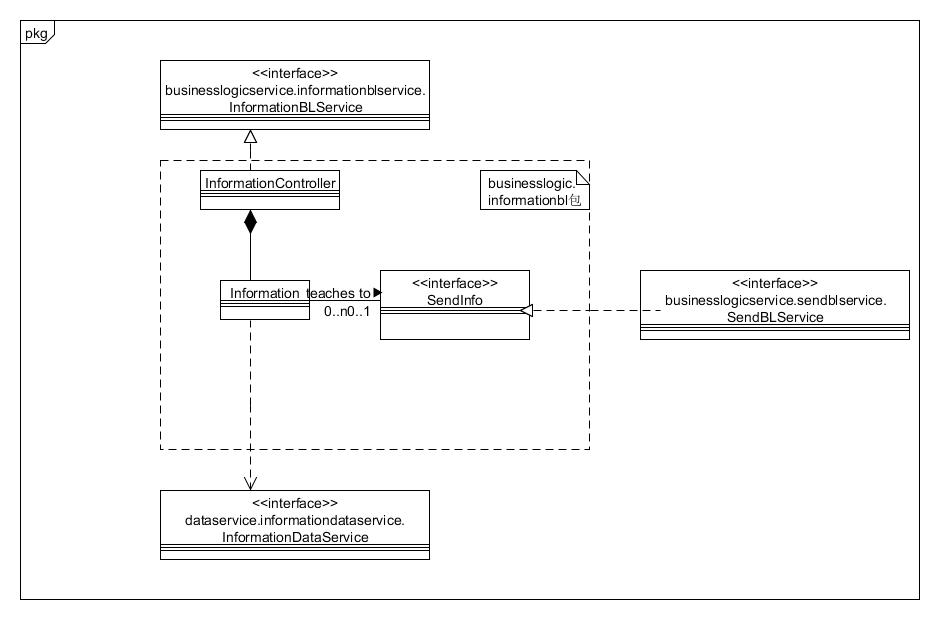 pkg
<<interface>>
businesslogicservice.informationblservice.
InformationBLService
InformationController
businesslogic.
informationbl包
Information
teaches to
0..n0..1
<<interface>>
SendInfo
<<interface>>
businesslogicservice.sendblservice.
SendBLService
<<interface>>
dataservice.informationdataservice.
InformationDataService